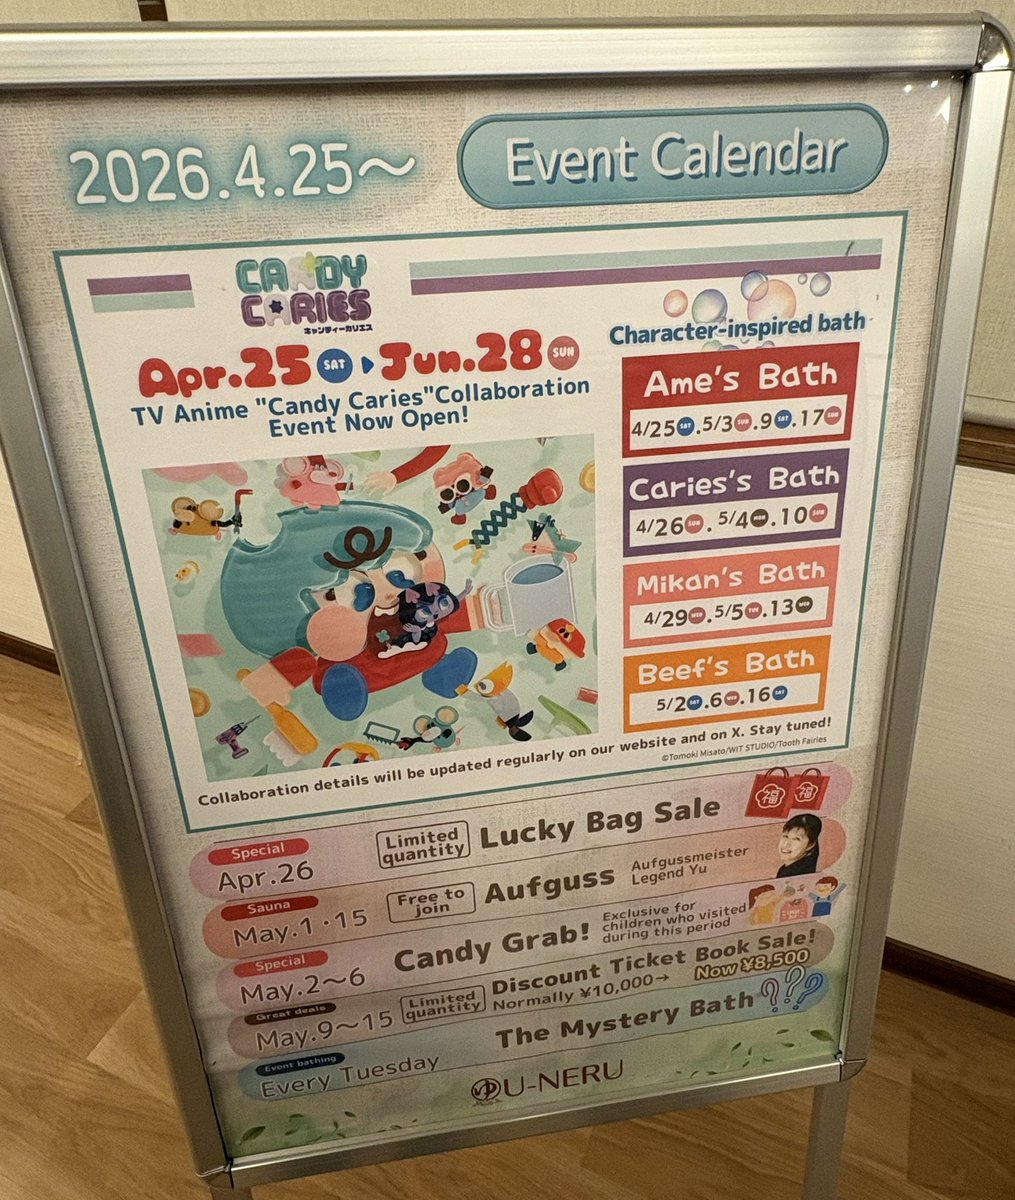 2026.4.25～
Event Calendar
CANDY
CARIES
キャンディーカリエス
Apr.25 SAT ▶ Jun.28 SUN
TV Anime "Candy Caries"Collaboration
Event Now Open!
Character-inspired bath
Ame's Bath
4/25 SAT.5/3 SUN.9 SAT.17 SUN
Caries's Bath
4/26 SUN.5/4 MON.10 SUN
Mikan's Bath
4/29 WED.5/5 TUE.13 WED
Beef's Bath
5/2 SAT.6 WED.16 SAT
Collaboration details will be updated regularly on our website and on X. Stay tuned!
©Tomoki Misato/WIT STUDIO/Tooth Fairies
Special
Apr.26
Limited
quantity
Lucky Bag Sale
福 福
Sauna
May.1・15
Free to
join
Aufguss
Aufgussmeister
Legend Yu
Special
May.2～6
Candy Grab!
Exclusive for
children who visited
during this period
Great deals
May.9～15
Limited
quantity
Discount Ticket Book Sale!
Normally ¥10,000→ Now ¥8,500
Event bathing
Every Tuesday
The Mystery Bath ???
U-NERU